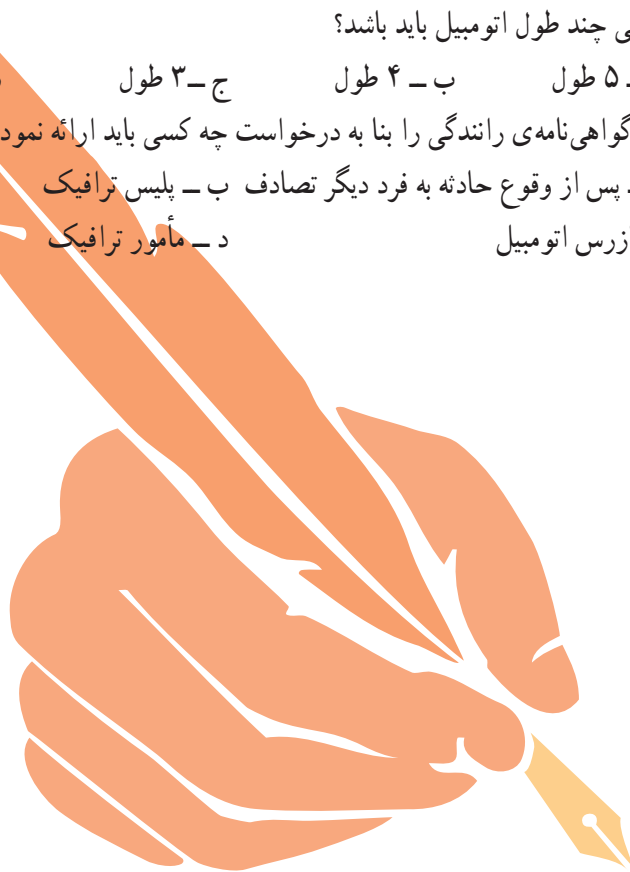 ی چند طول اتومبیل باید باشد؟
ـ ۵ طول ب ــ ۴ طول ج ــ ۳ طول
گواهی‌نامه‌ی رانندگی را بنا به درخواست چه کسی باید ارائه نمود
. پس از وقوع حادثه به فرد دیگر تصادف ب ــ پلیس ترافیک
ازرس اتومبیل د ــ مأمور ترافیک